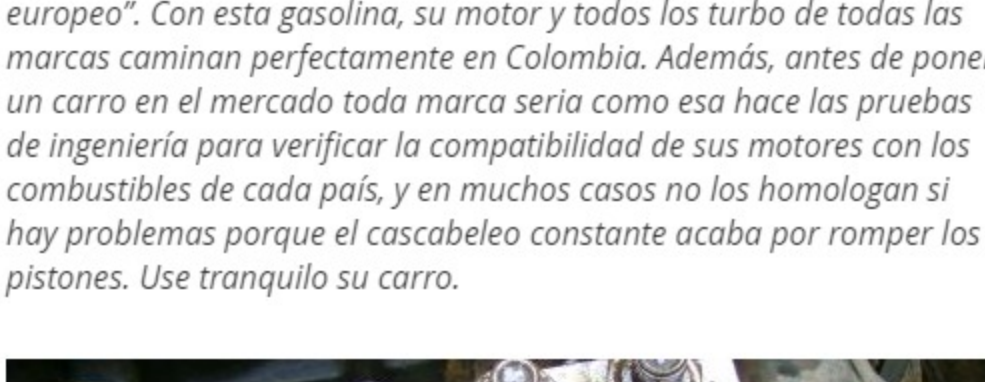 europeo”. Con esta gasolina, su motor y todos los turbo de todas las
marcas caminan perfectamente en Colombia. Además, antes de poner
un carro en el mercado toda marca seria como esa hace las pruebas
de ingeniería para verificar la compatibilidad de sus motores con los
combustibles de cada país, y en muchos casos no los homologan si
hay problemas porque el cascabeleo constante acaba por romper los
pistones. Use tranquilo su carro.